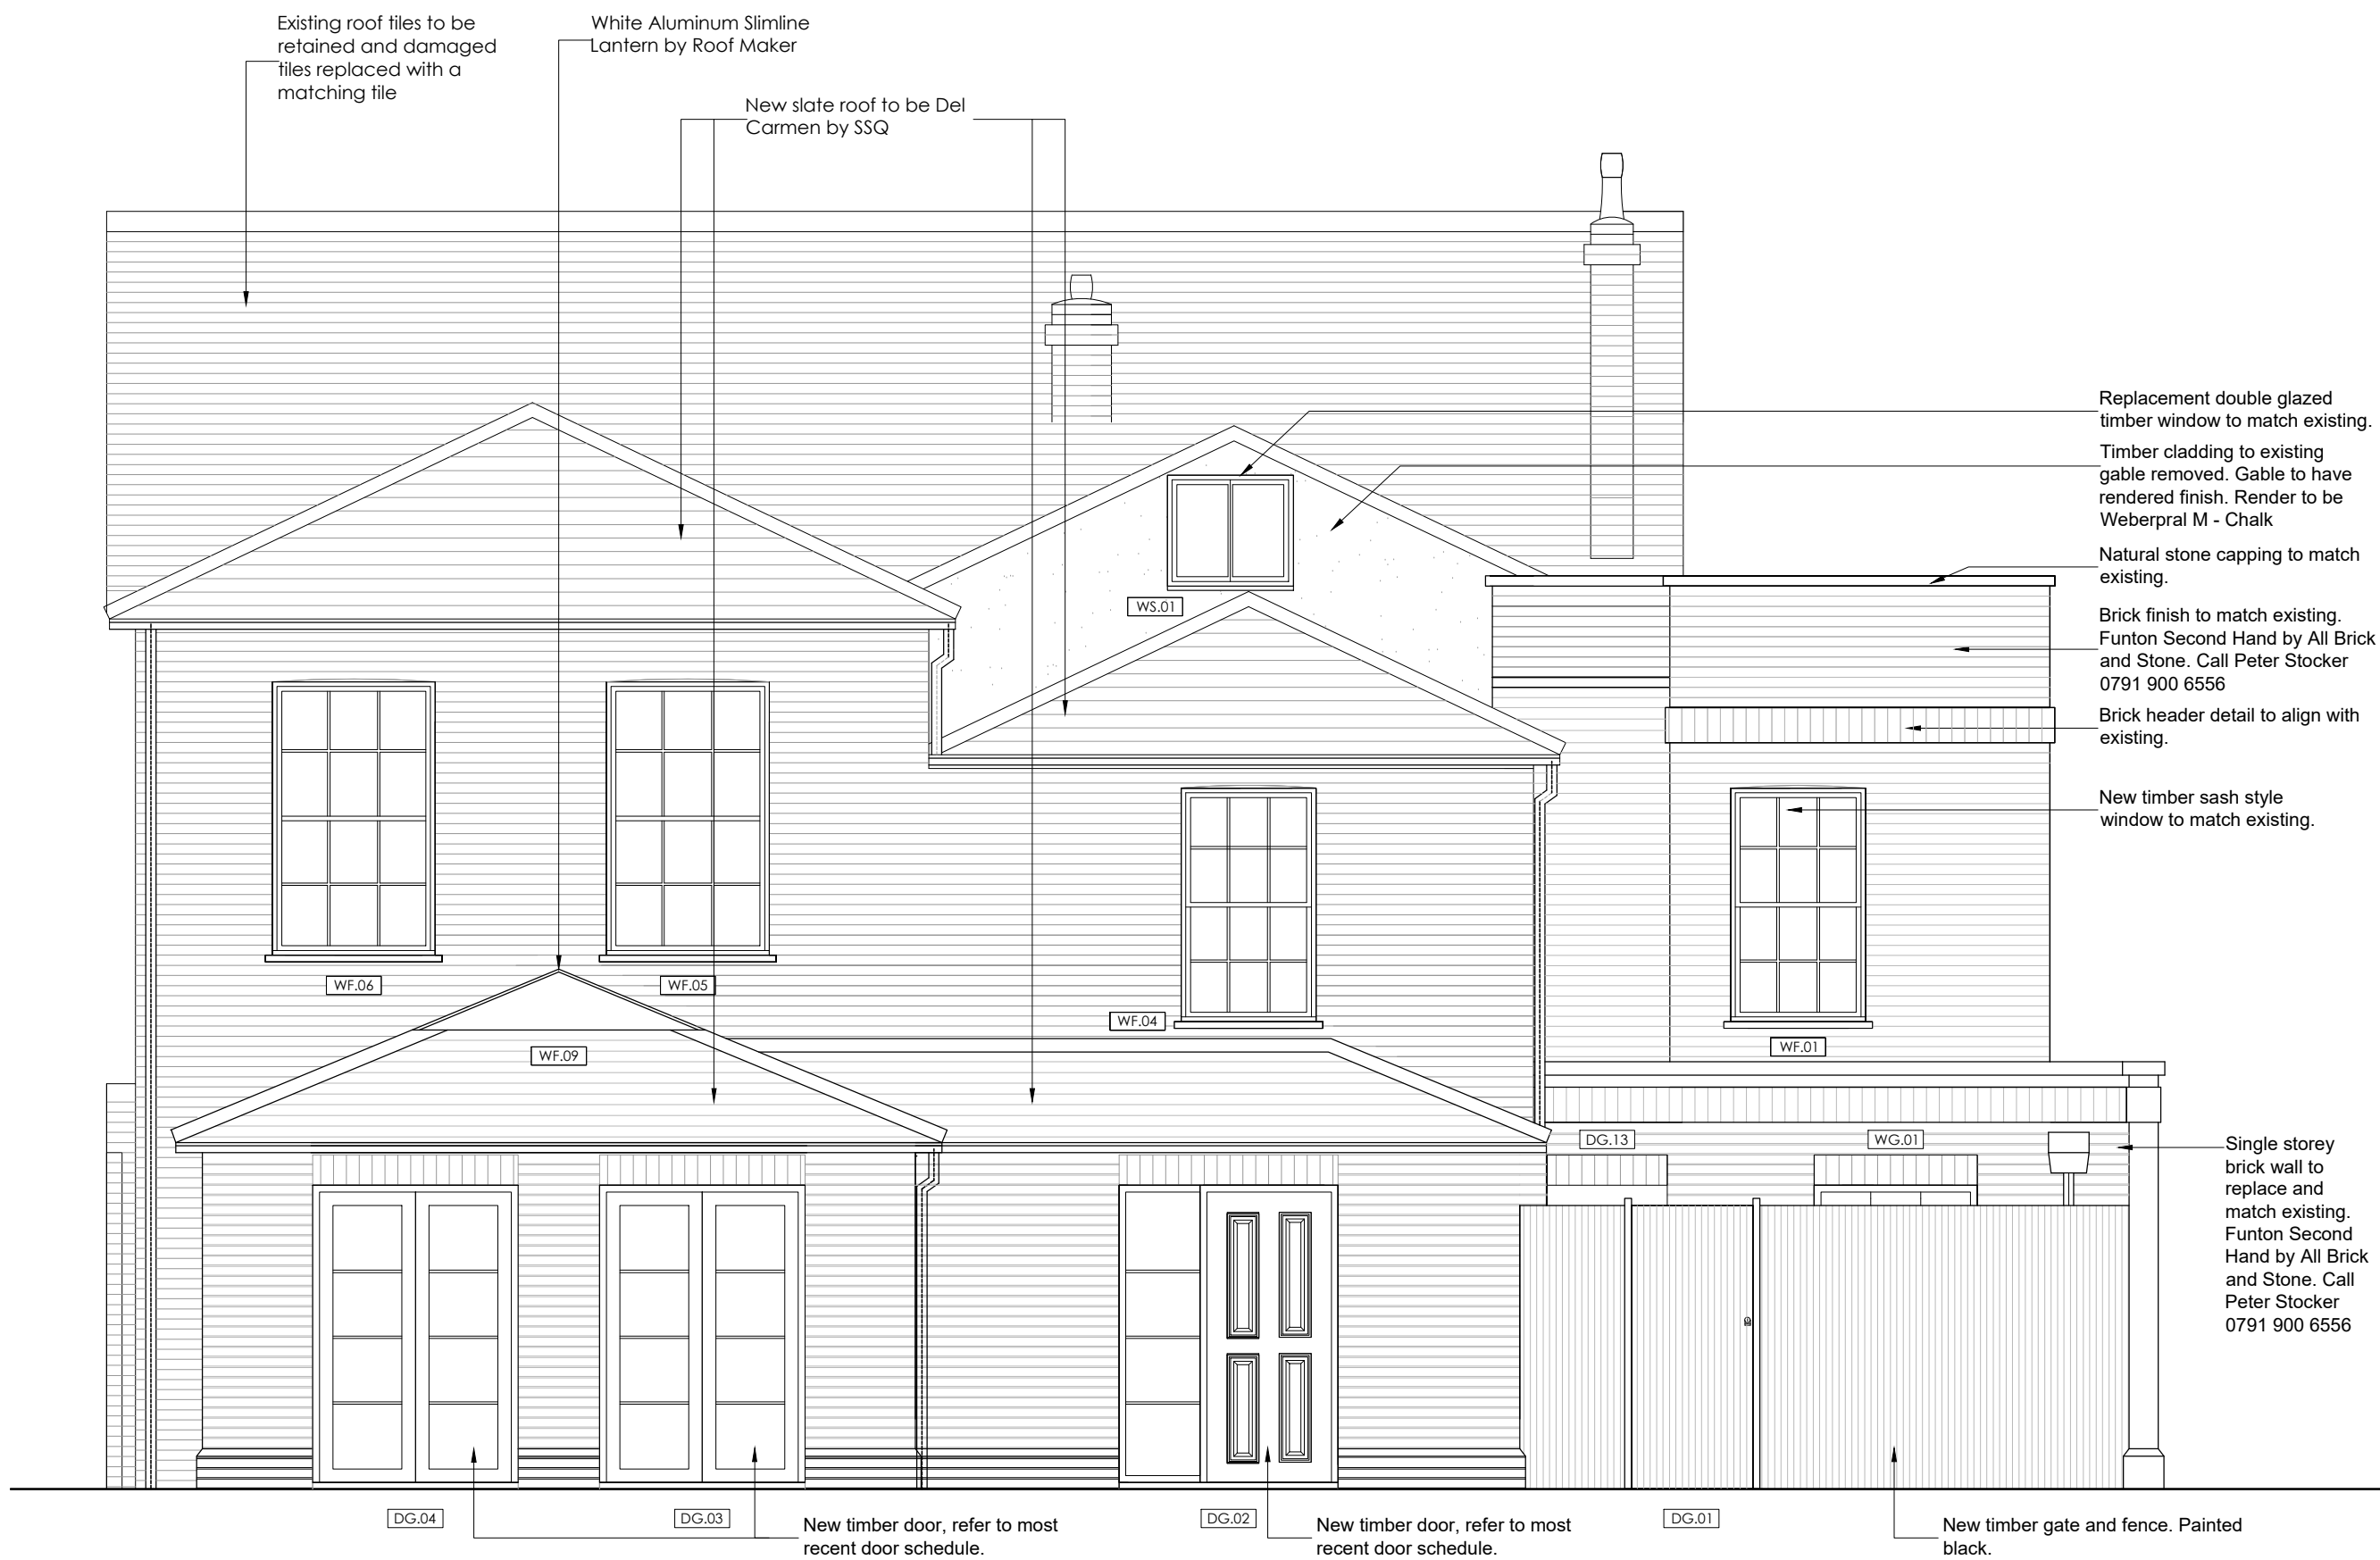 Existing roof tiles to be
retained and damaged
tiles replaced with a
matching tile
White Aluminum Slimline
Lantern by Roof Maker
New slate roof to be Del
Carmen by SSQ
Replacement double glazed
timber window to match existing.
Timber cladding to existing
gable removed. Gable to have
rendered finish. Render to be
Weberpral M - Chalk
Natural stone capping to match
existing.
Brick finish to match existing.
Funton Second Hand by All Brick
and Stone. Call Peter Stocker
0791 900 6556
Brick header detail to align with
existing.
New timber sash style
window to match existing.
WS.01
WF.06
WF.05
WF.04
WF.01
WF.09
DG.13
WG.01
Single storey
brick wall to
replace and
match existing.
Funton Second
Hand by All Brick
and Stone. Call
Peter Stocker
0791 900 6556
DG.04
DG.03
DG.02
DG.01
New timber door, refer to most
recent door schedule.
New timber door, refer to most
recent door schedule.
New timber gate and fence. Painted
black.